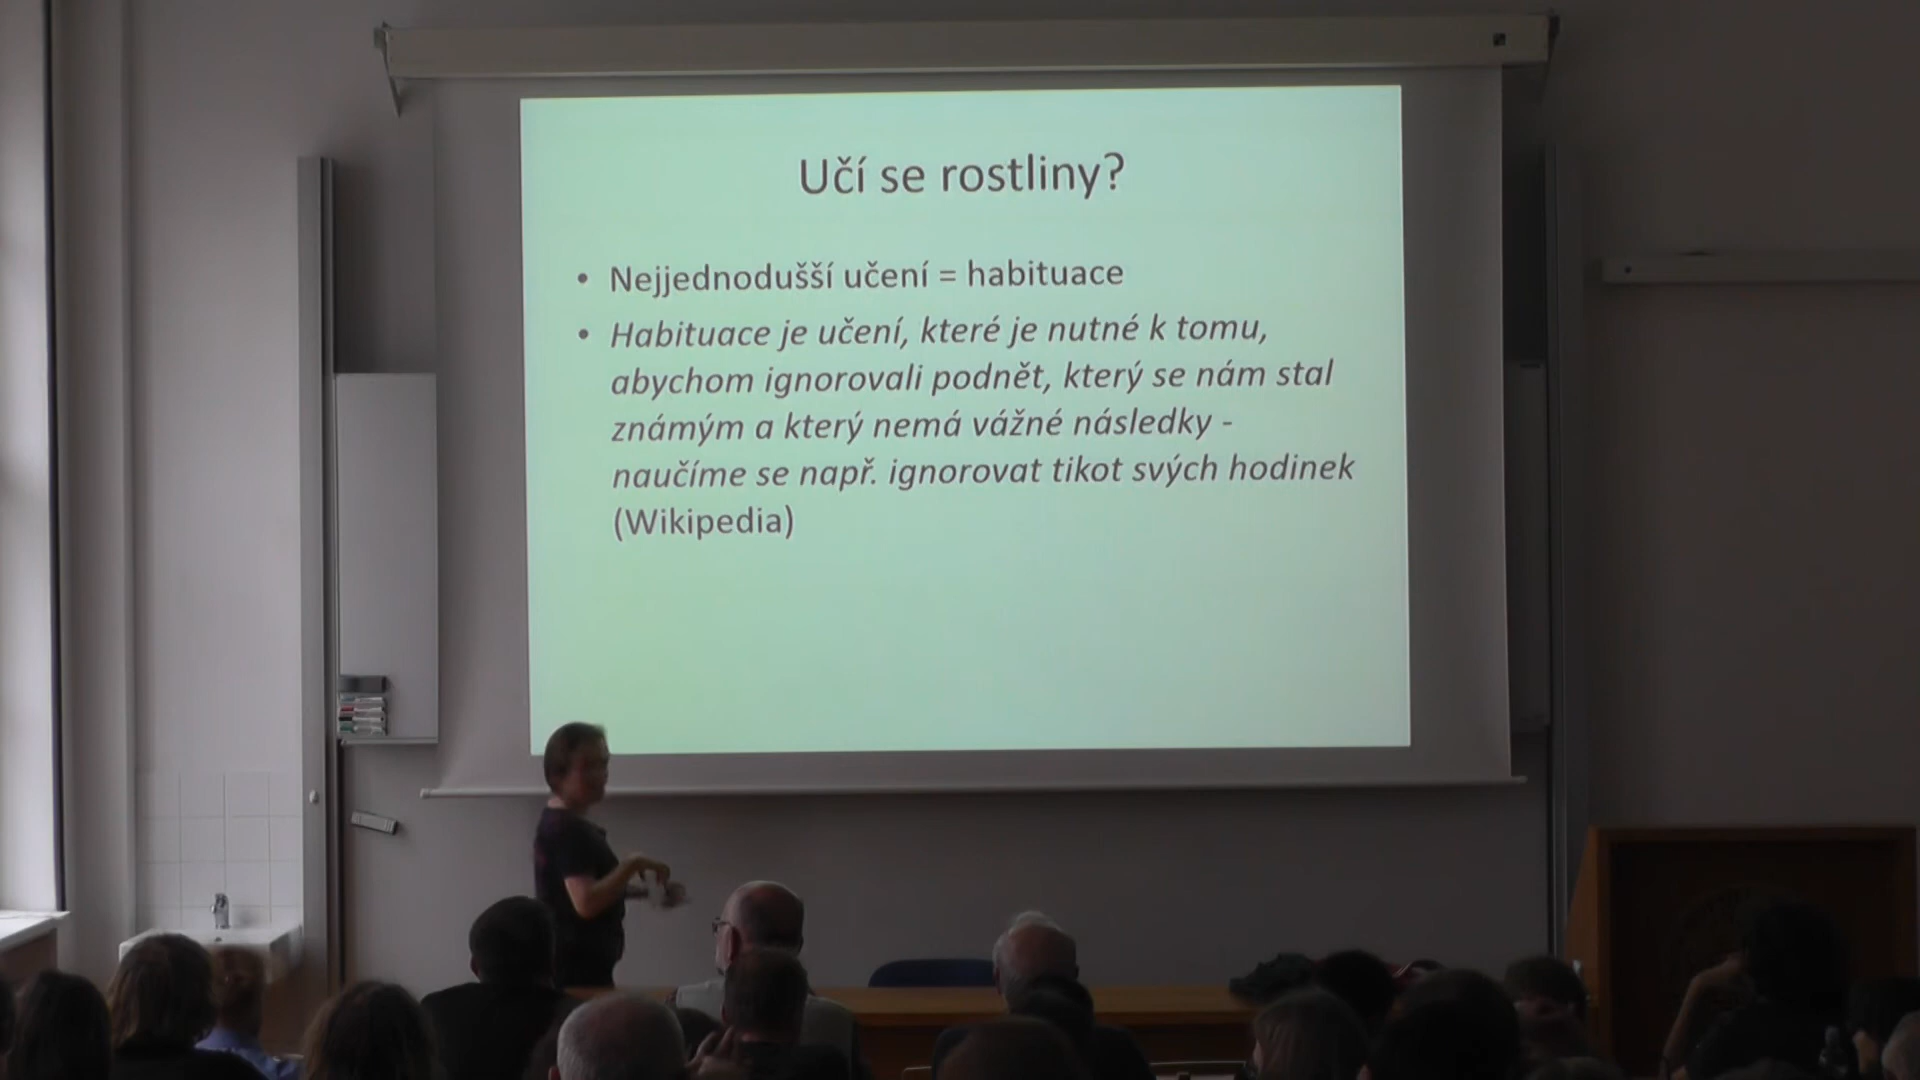 Učí se rostliny?
• Nejjednodušší učení = habituace
• Habituace je učení, které je nutné k tomu,
abychom ignorovali podnět, který se nám stal
známým a který nemá vážné následky -
naučíme se např. ignorovat tikot svých hodinek
(Wikipedia)